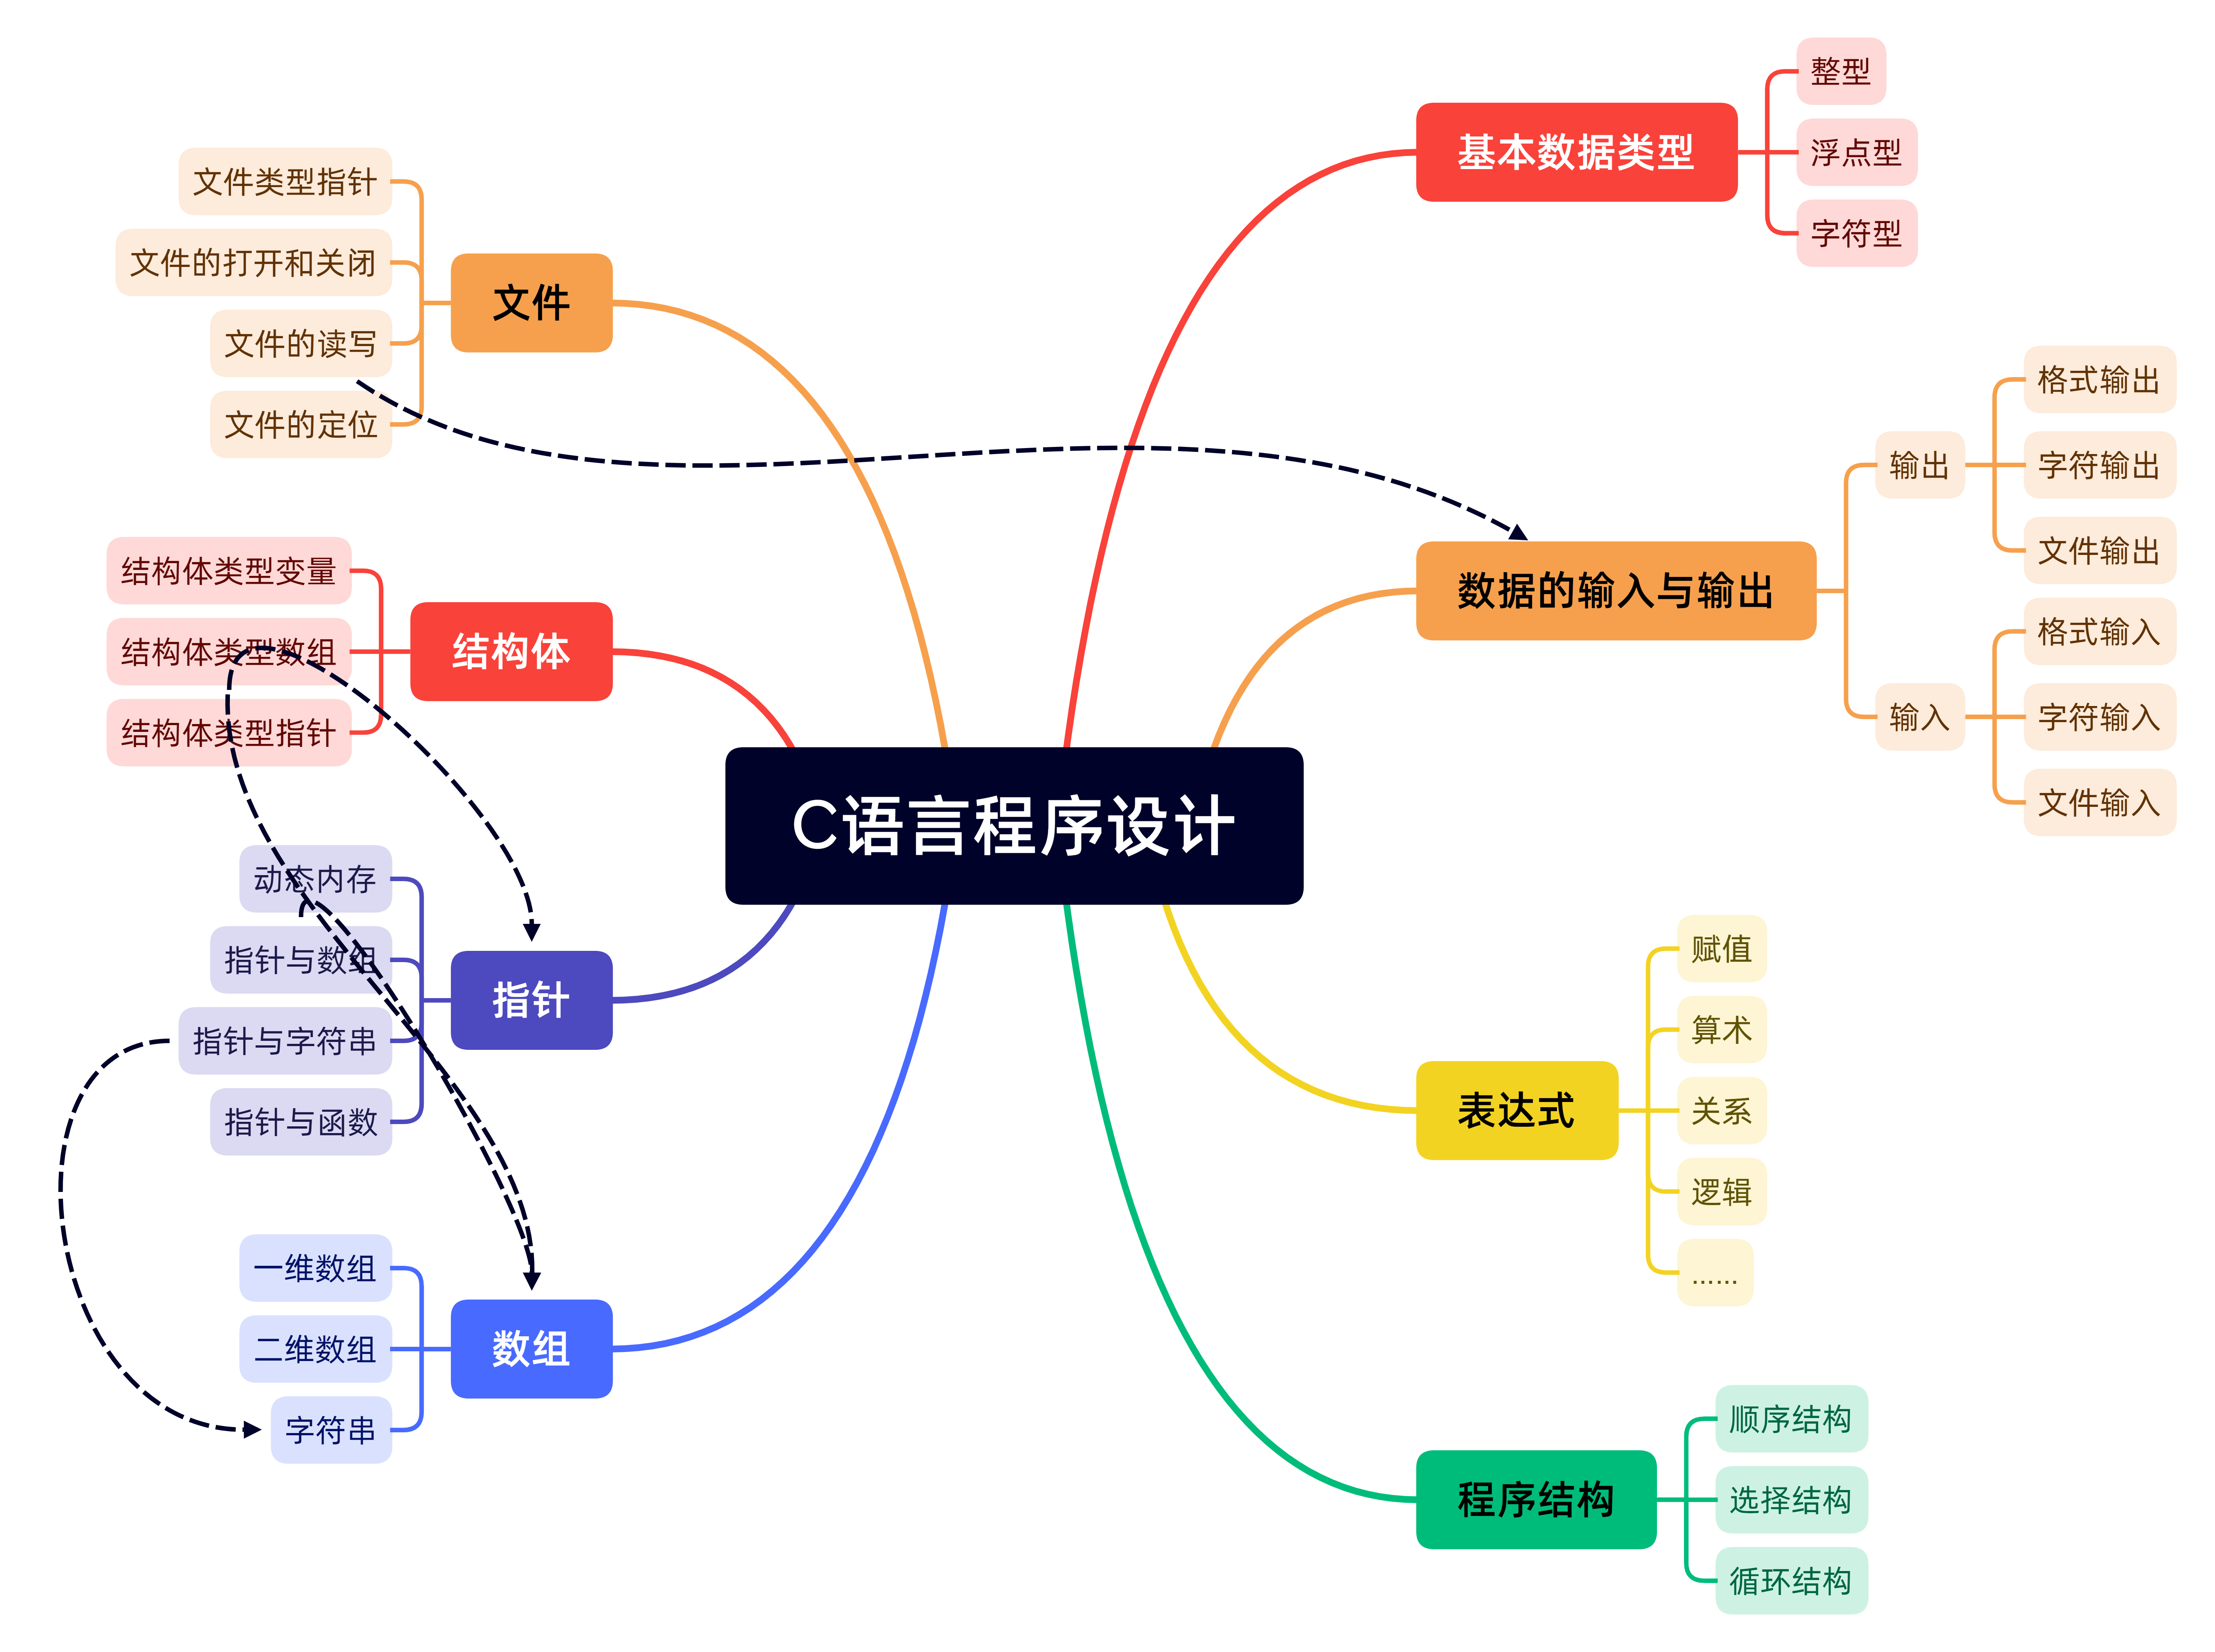 C语言程序设计
基本数据类型
整型
浮点型
字符型
数据的输入与输出
输出
格式输出
字符输出
文件输出
输入
格式输入
字符输入
文件输入
表达式
赋值
算术
关系
逻辑
......
程序结构
顺序结构
选择结构
循环结构
文件
文件类型指针
文件的打开和关闭
文件的读写
文件的定位
结构体
结构体类型变量
结构体类型数组
结构体类型指针
指针
动态内存
指针与数组
指针与字符串
指针与函数
数组
一维数组
二维数组
字符串